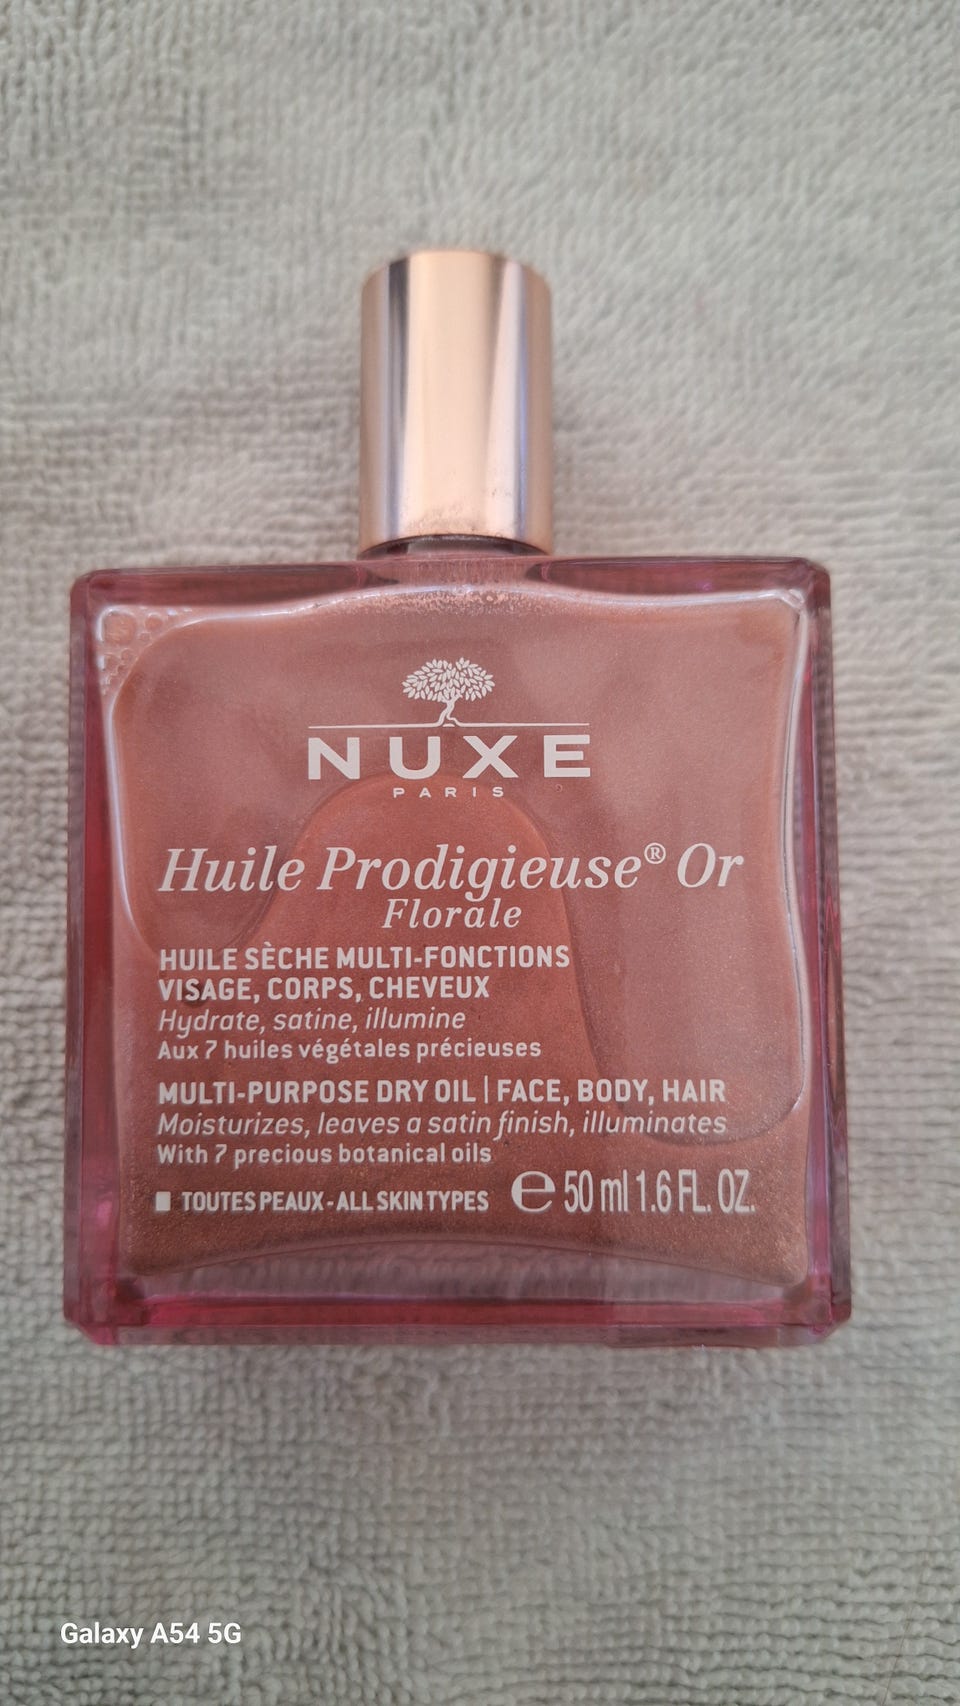 NUXE
PARIS
Huile Prodigieuse® Or
Florale
HUILE SÈCHE MULTI-FONCTIONS
VISAGE, CORPS, CHEVEUX
Hydrate, satine, illumine
Aux 7 huiles végétales précieuses
MULTI-PURPOSE DRY OIL | FACE, BODY, HAIR
Moisturizes, leaves a satin finish, illuminates
With 7 precious botanical oils
TOUTES PEAUX - ALL SKIN TYPES ℮ 50 ml 1.6 FL. OZ.
Galaxy A54 5G